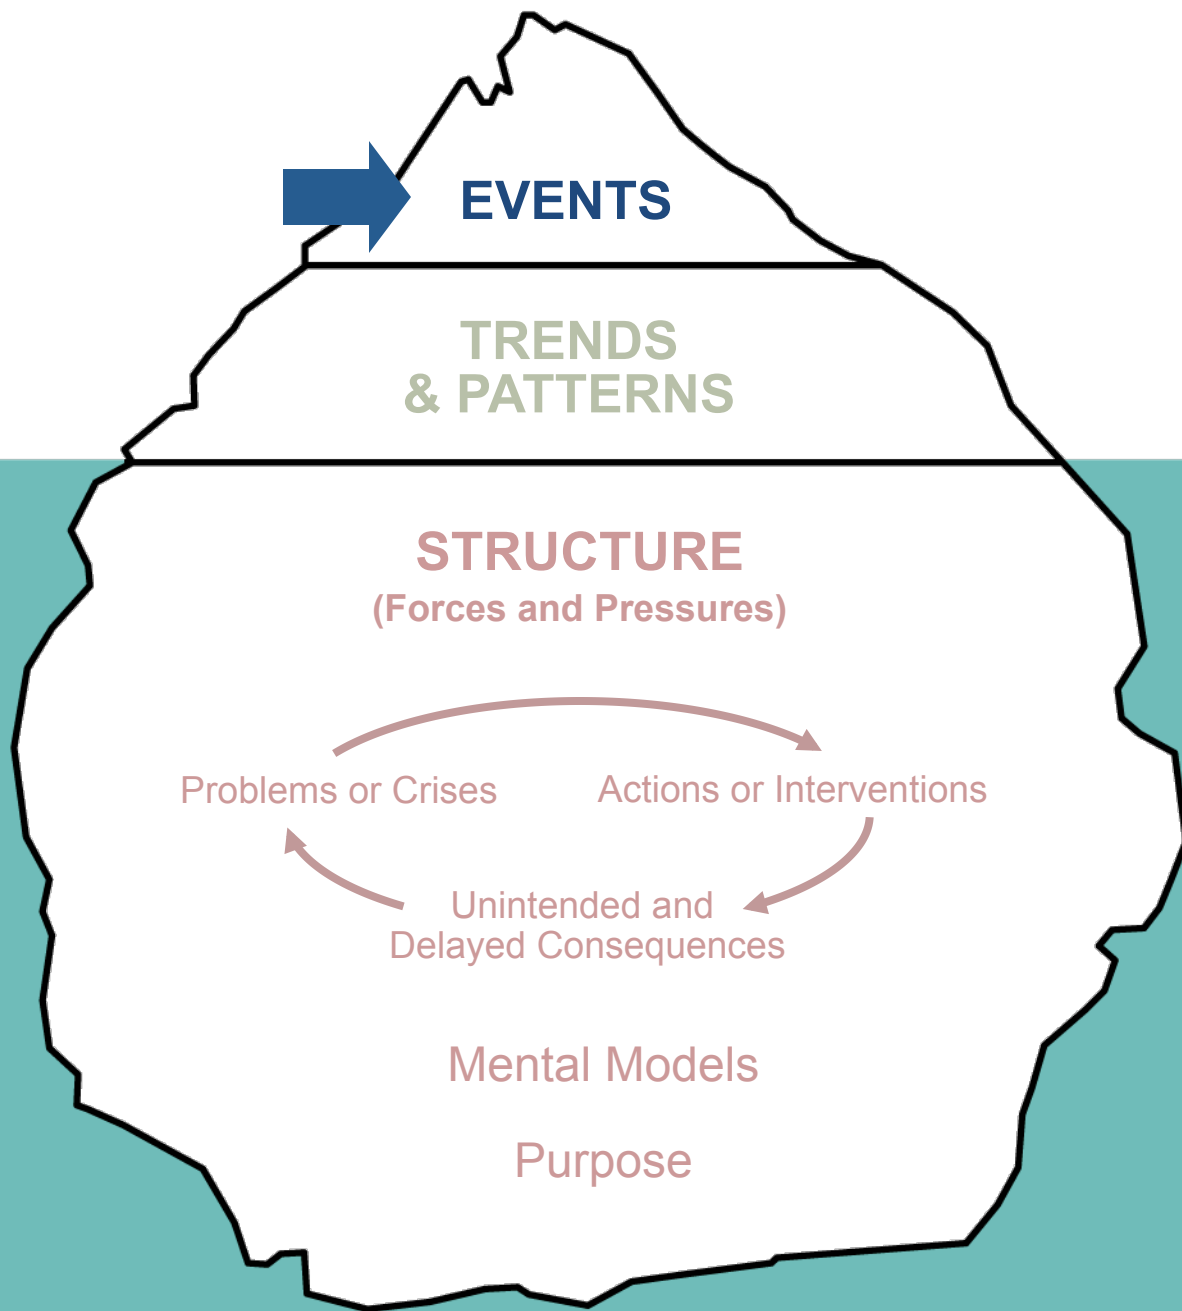 EVENTS
TRENDS
& PATTERNS
STRUCTURE
(Forces and Pressures)
Problems or Crises
Actions or Interventions
Unintended and
Delayed Consequences
Mental Models
Purpose